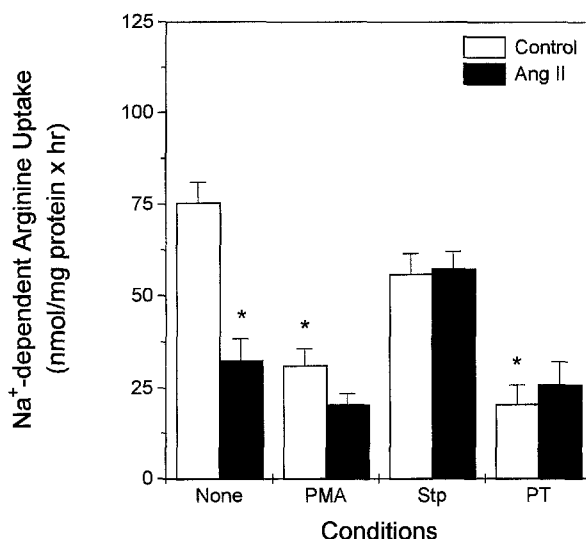 Na⁺-dependent Arginine Uptake
(nmol/mg protein x hr)
125
100
75
50
25
0
Control
Ang II
*
*
*
None PMA Stp PT
Conditions